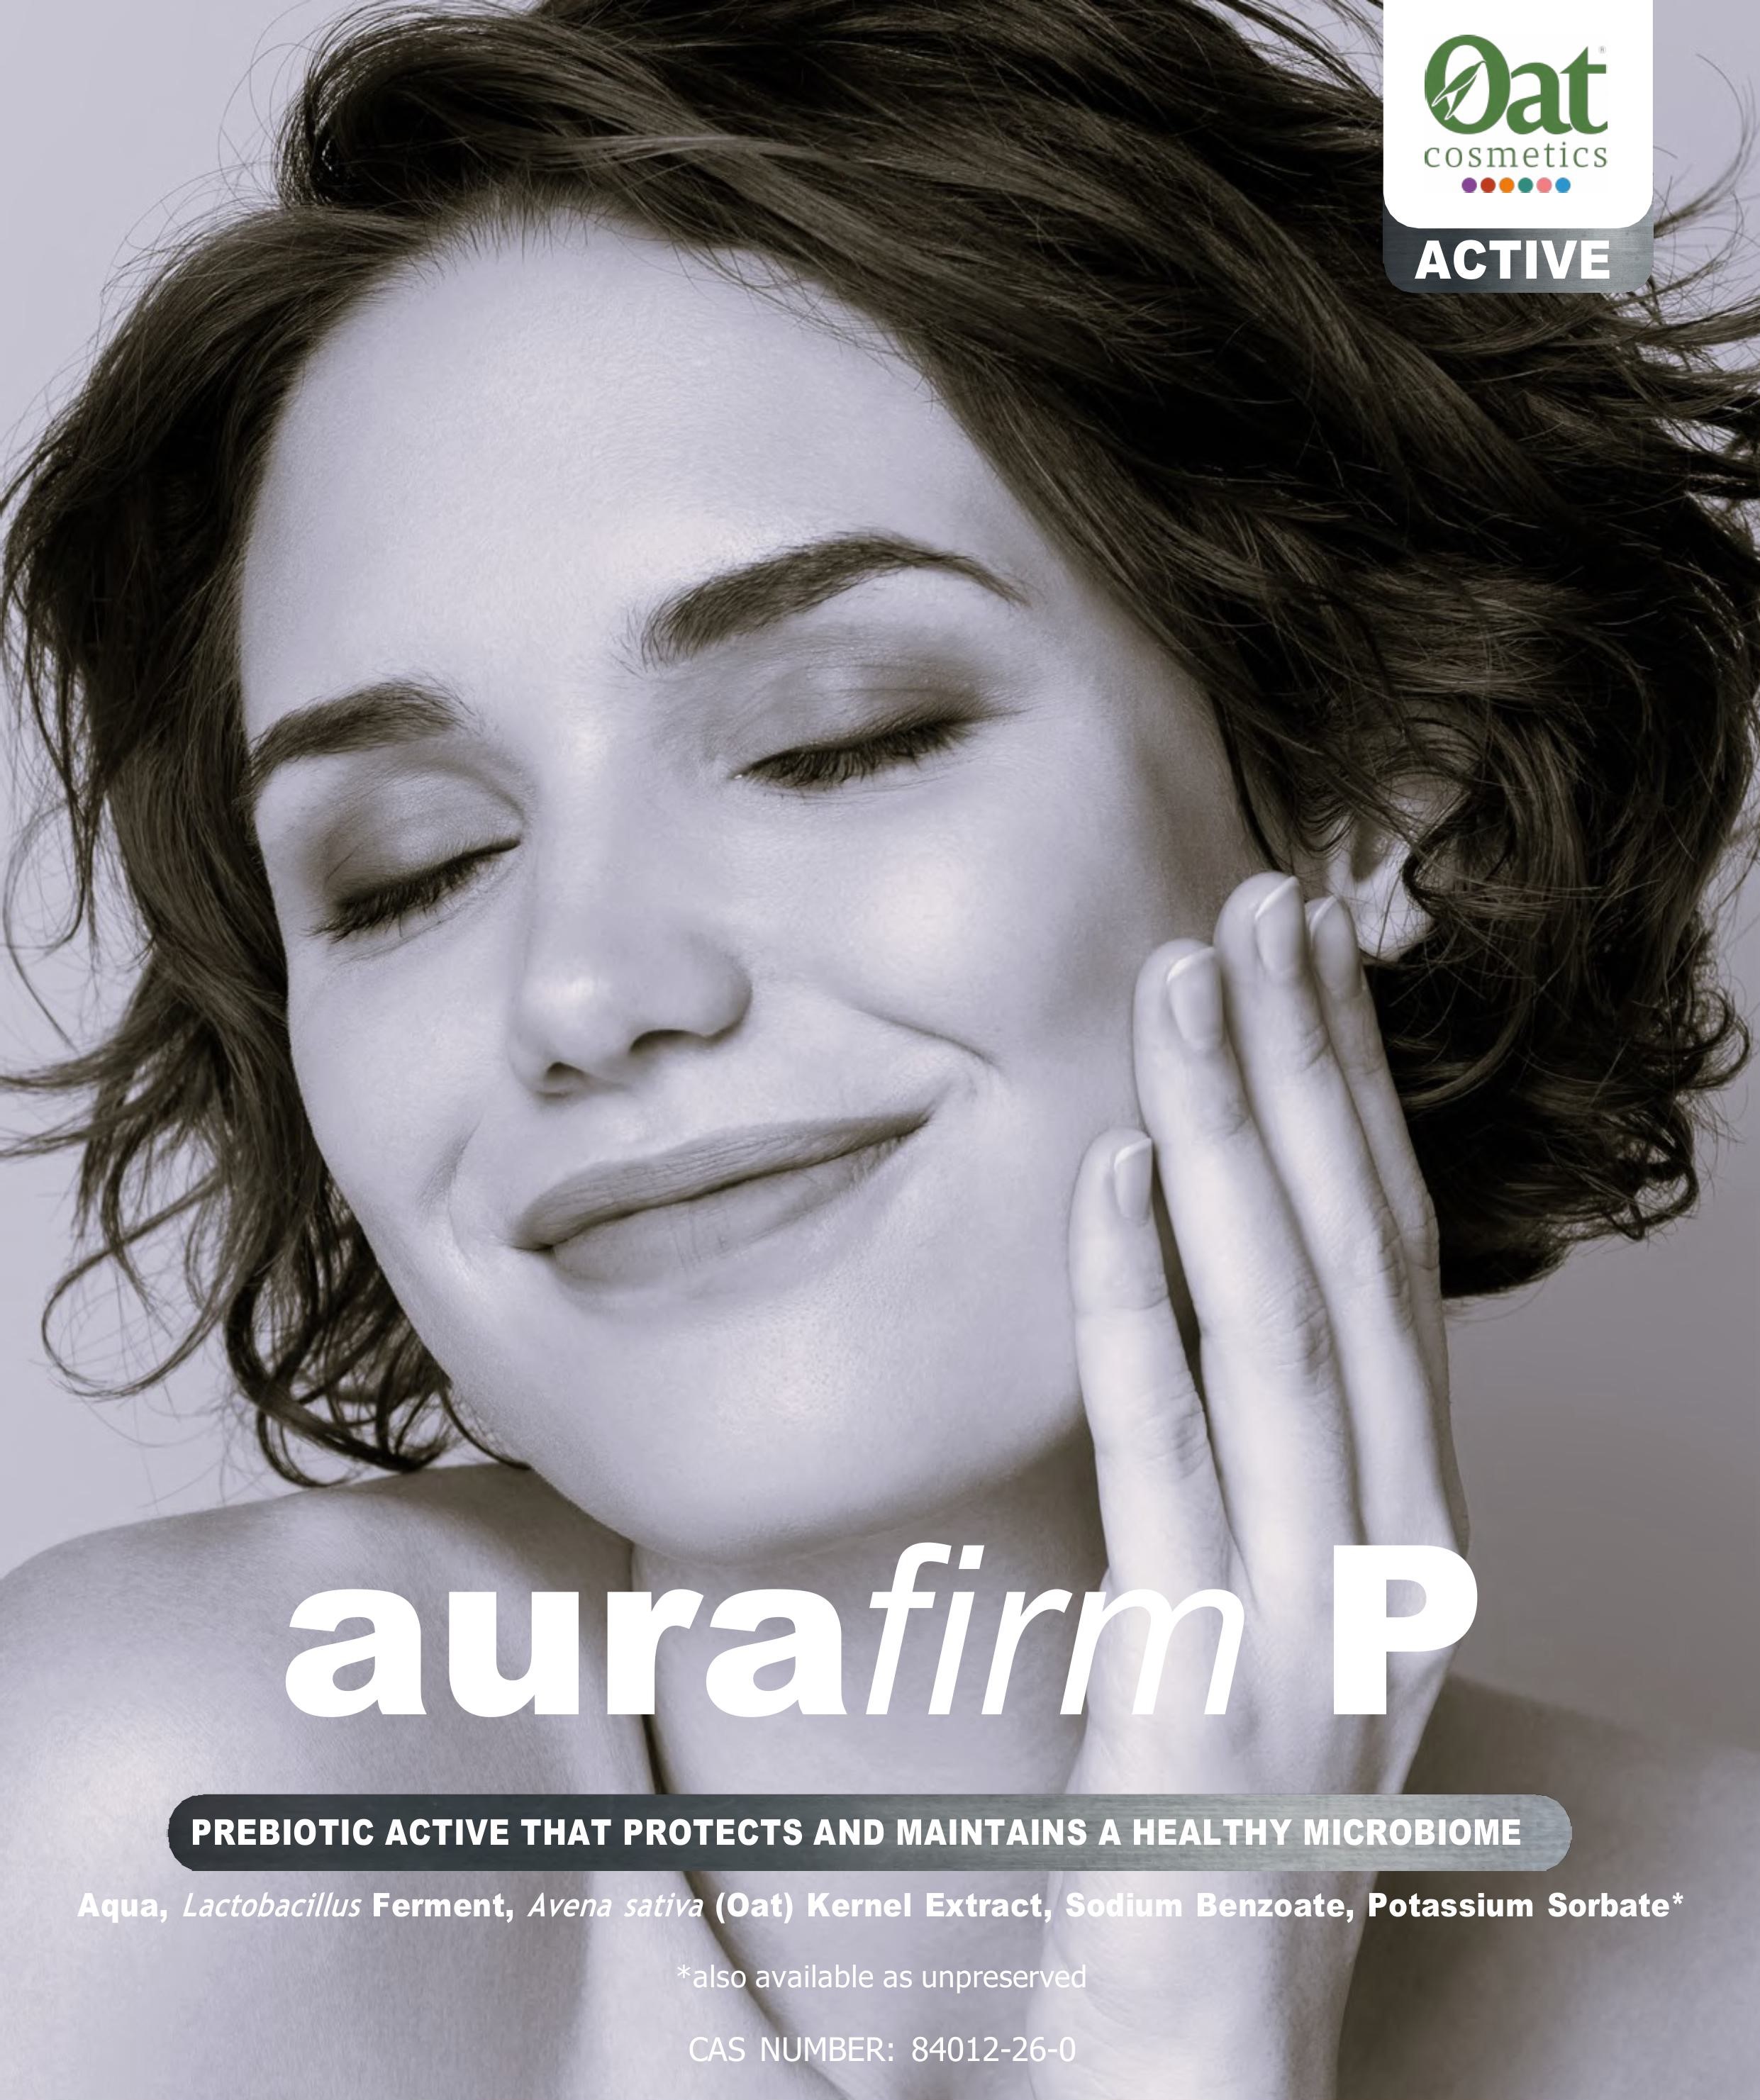 Oat®
cosmetics
ACTIVE
aurafirm P
PREBIOTIC ACTIVE THAT PROTECTS AND MAINTAINS A HEALTHY MICROBIOME
Aqua, Lactobacillus Ferment, Avena sativa (Oat) Kernel Extract, Sodium Benzoate, Potassium Sorbate*
*also available as unpreserved
CAS NUMBER: 84012-26-0